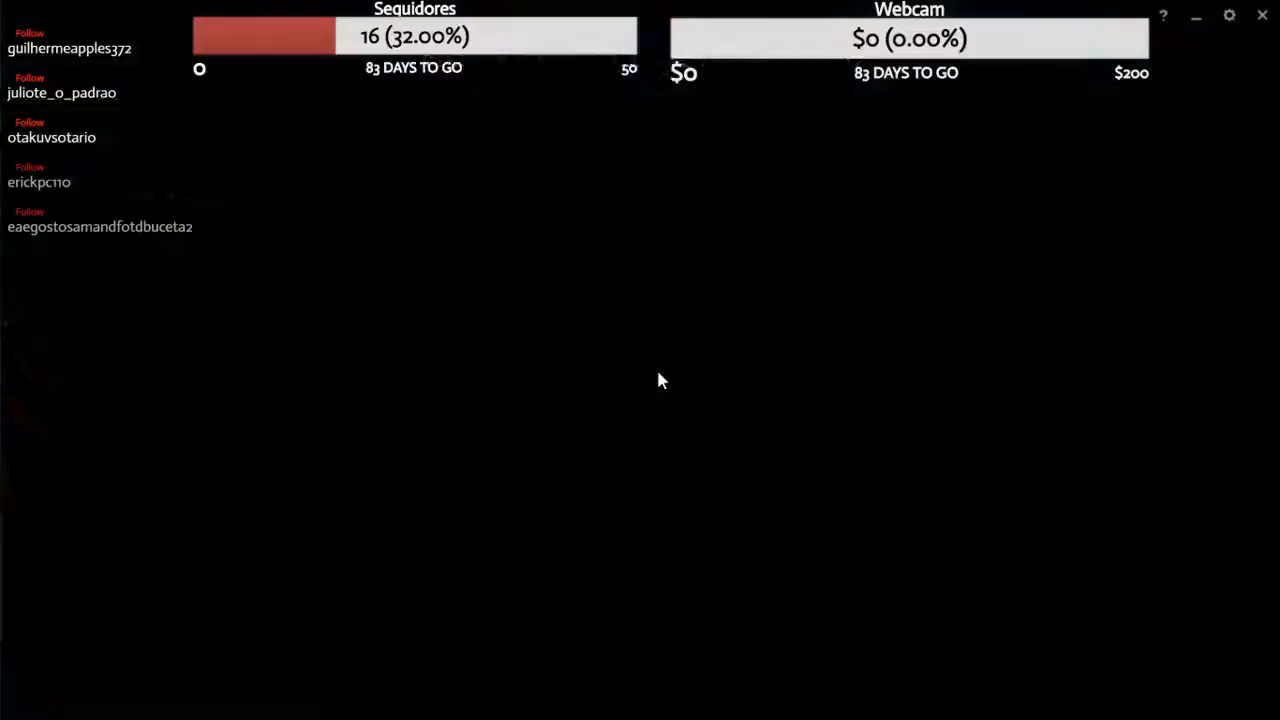 Follow
guilhermeapples372
Follow
juliote_o_padrao
Follow
otakuvsotario
Follow
erickpc110
Follow
eaegostosamandfotdbuceta2
Seguidores
16 (32.00%)
0 83 DAYS TO GO 50
Webcam
$0 (0.00%)
$0 83 DAYS TO GO $200
?